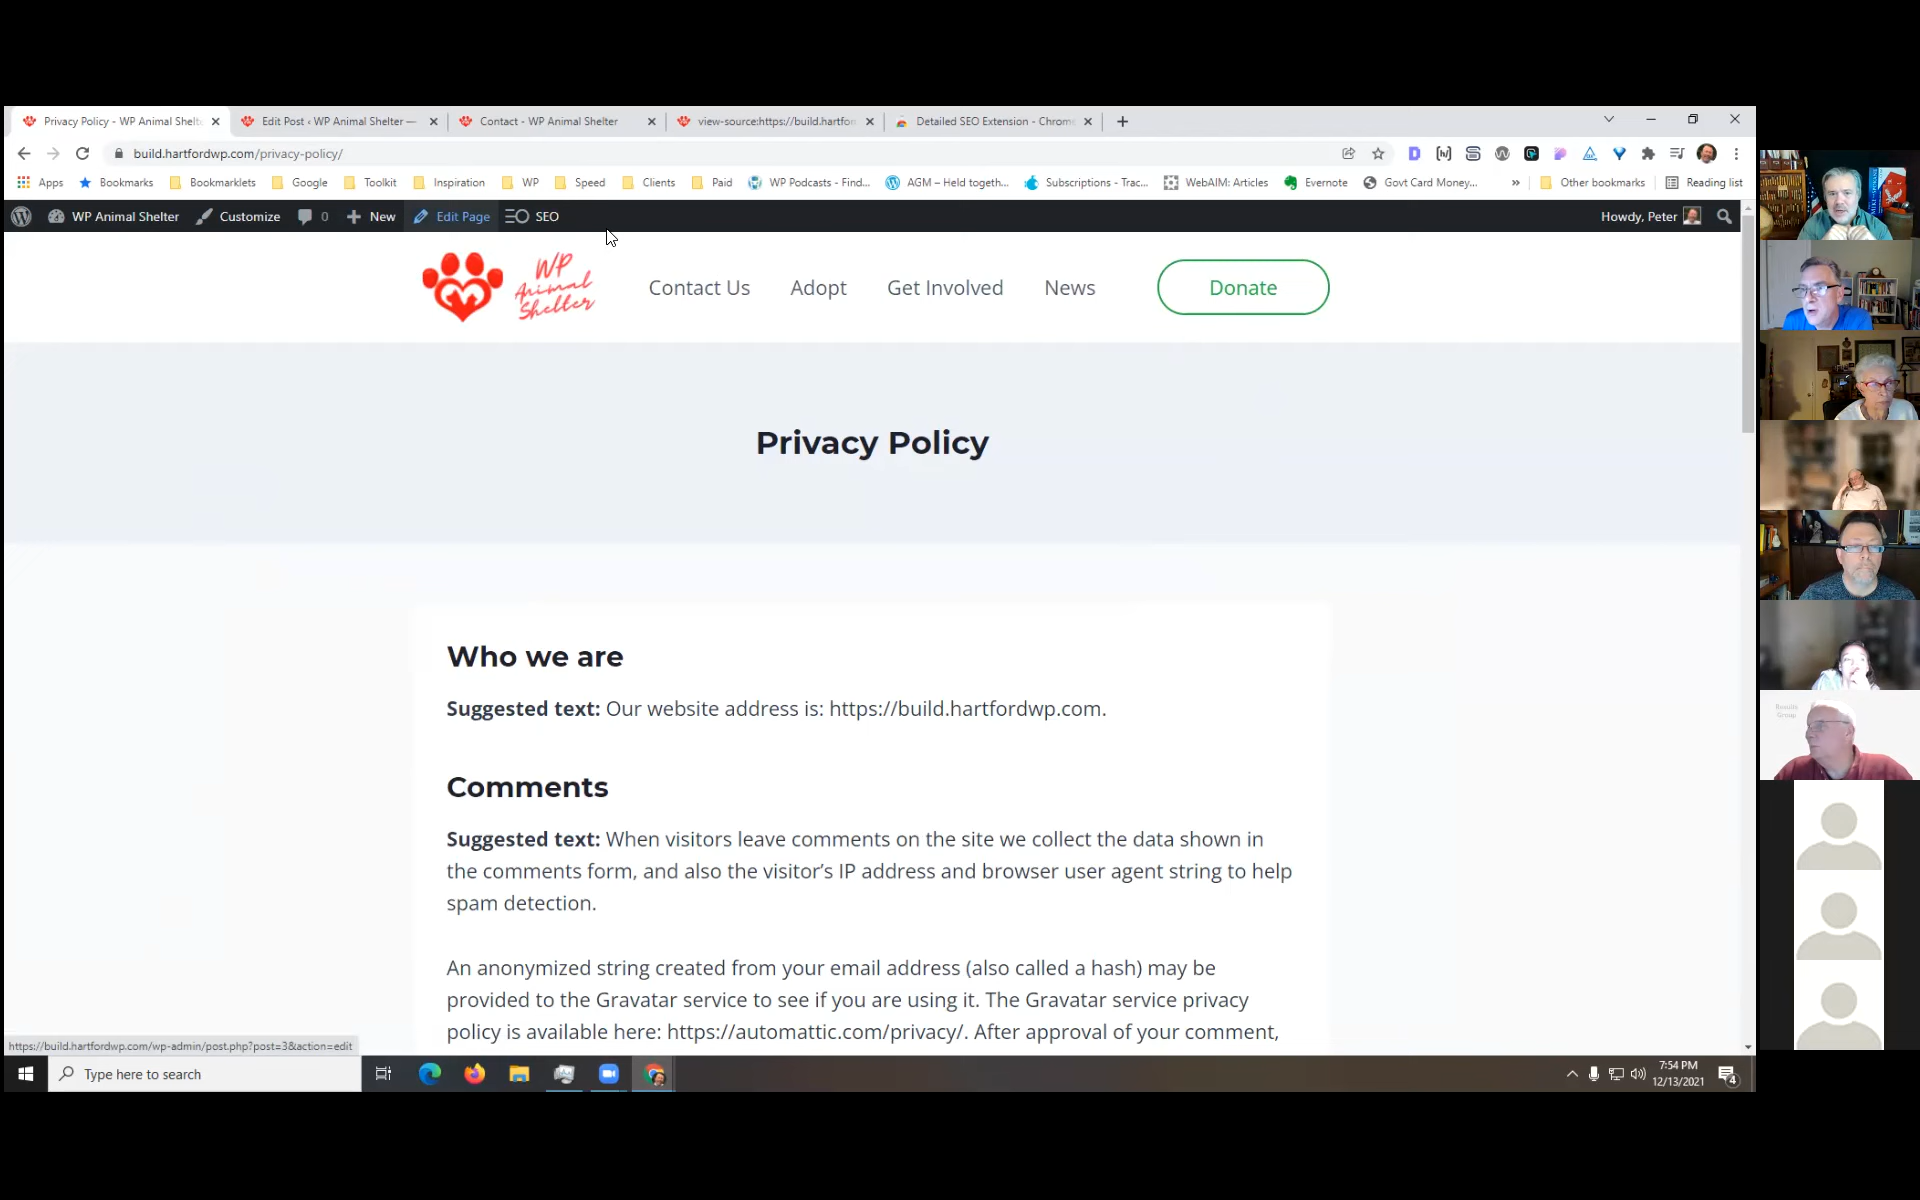 Privacy Policy - WP Animal Shelt
Edit Post ‹ WP Animal Shelter —
Contact - WP Animal Shelter
view-source:https://build.hartfor
Detailed SEO Extension - Chrom
build.hartfordwp.com/privacy-policy/
Apps
Bookmarks
Bookmarklets
Google
Toolkit
Inspiration
WP
Speed
Clients
Paid
WP Podcasts - Find...
AGM – Held togeth...
Subscriptions - Trac...
WebAIM: Articles
Evernote
Govt Card Money...
»
Other bookmarks
Reading list
WP Animal Shelter
Customize
0
New
Edit Page
SEO
Howdy, Peter
WP
Animal
Shelter
Contact Us
Adopt
Get Involved
News
Donate
Privacy Policy
Who we are
Suggested text: Our website address is: https://build.hartfordwp.com.
Comments
Suggested text: When visitors leave comments on the site we collect the data shown in
the comments form, and also the visitor’s IP address and browser user agent string to help
spam detection.
An anonymized string created from your email address (also called a hash) may be
provided to the Gravatar service to see if you are using it. The Gravatar service privacy
policy is available here: https://automattic.com/privacy/. After approval of your comment,
https://build.hartfordwp.com/wp-admin/post.php?post=3&action=edit
Type here to search
7:54 PM
12/13/2021
4
Group